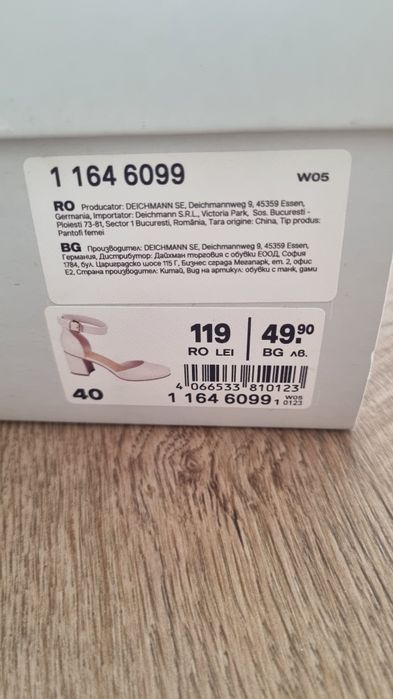 1 164 6099 W05
RO Producator: DEICHMANN SE, Deichmannweg 9, 45359 Essen,
Germania, Importator: Deichmann S.R.L., Victoria Park, Sos. Bucuresti -
Ploiesti 73-81, Sector 1 Bucuresti, România, Tara origine: China, Tip produs:
Pantofi femei
BG Производител: DEICHMANN SE, Deichmannweg 9, 45359 Essen,
Германия, Дистрибутор: Дайхман търговия с обувки ЕООД, София
1784, бул. Цариградско шосе 115 Г, Бизнес сграда Мегапарк, ет. 2, офис
Е2, Страна производител: Китай, Вид на артикул: обувки с танк, дами
119 49.90
RO LEI BG лв.
4 066533 810123
40 1 164 6099 1 W05
0123